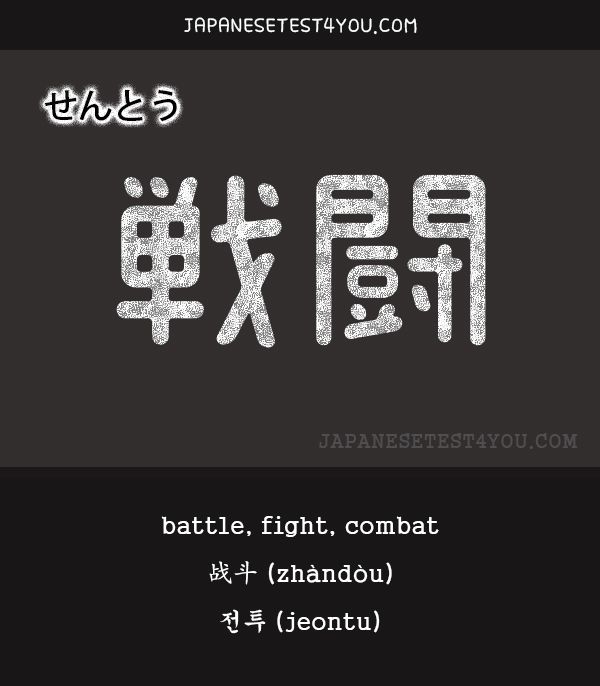 JAPANESETEST4YOU.COM
せんとう
戦闘
JAPANESETEST4YOU.COM
battle, fight, combat
战斗 (zhàndòu)
전투 (jeontu)